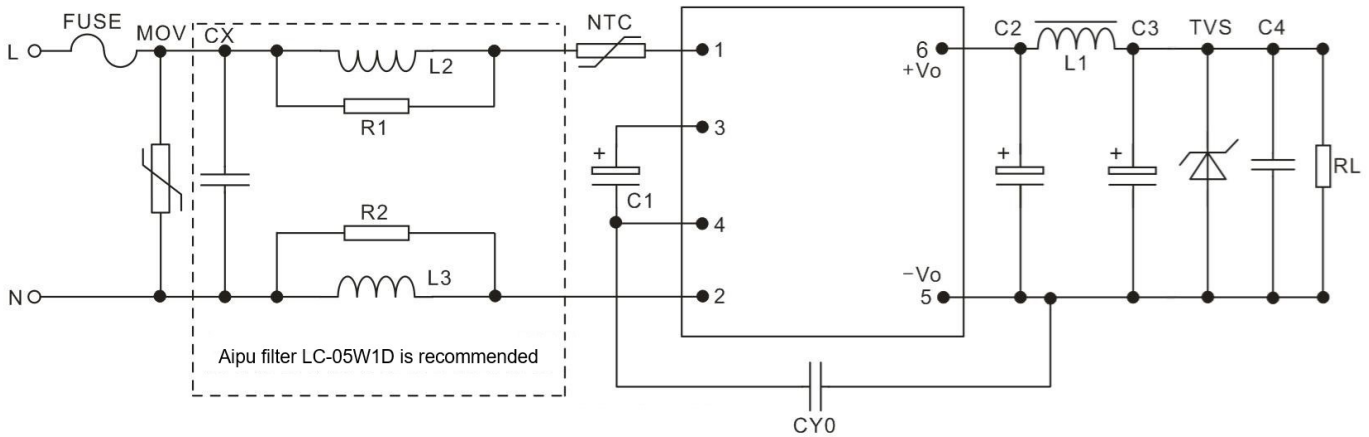 FUSE
MOV
CX
NTC
L
L2
R1
1
3
+
C1
4
R2
L3
N
2
Aipu filter LC-05W1D is recommended
CY0
6
+Vo
−Vo
5
C2
L1
C3
TVS
C4
+
+
RL